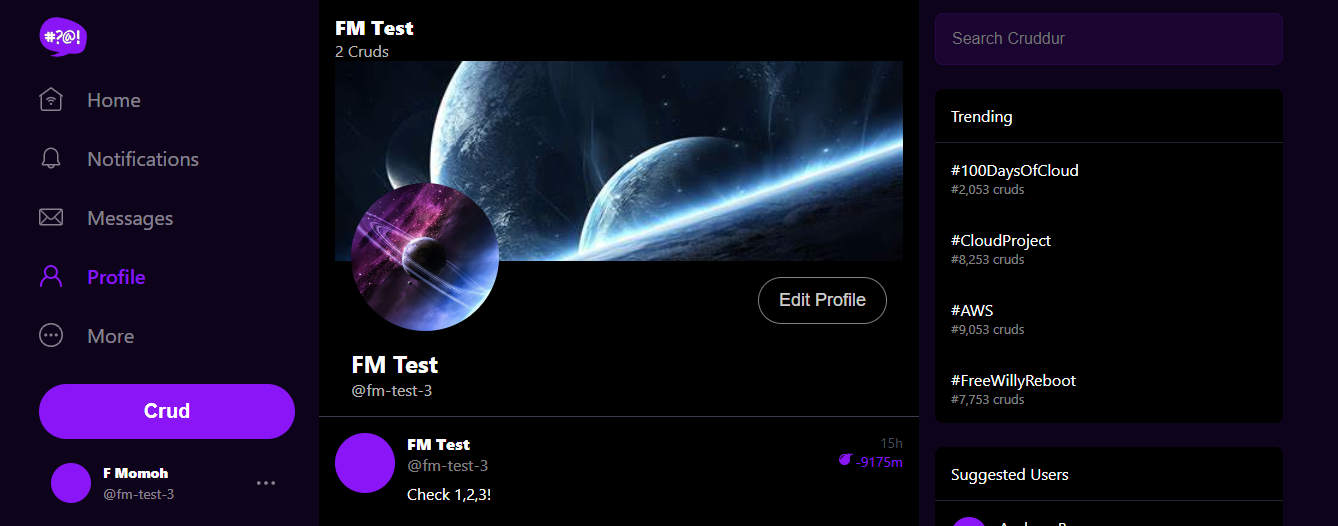 #?@!
Home
Notifications
Messages
Profile
More
Crud
F Momoh
@fm-test-3
FM Test
2 Cruds
Edit Profile
FM Test
@fm-test-3
FM Test
15h
@fm-test-3
-9175m
Check 1,2,3!
Search Cruddur
Trending
#100DaysOfCloud
#2,053 cruds
#CloudProject
#8,253 cruds
#AWS
#9,053 cruds
#FreeWillyReboot
#7,753 cruds
Suggested Users